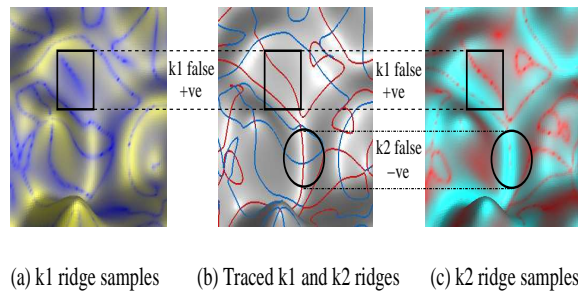 k1 false
+ve
k1 false
+ve
k2 false
−ve
(a) k1 ridge samples
(b) Traced k1 and k2 ridges
(c) k2 ridge samples